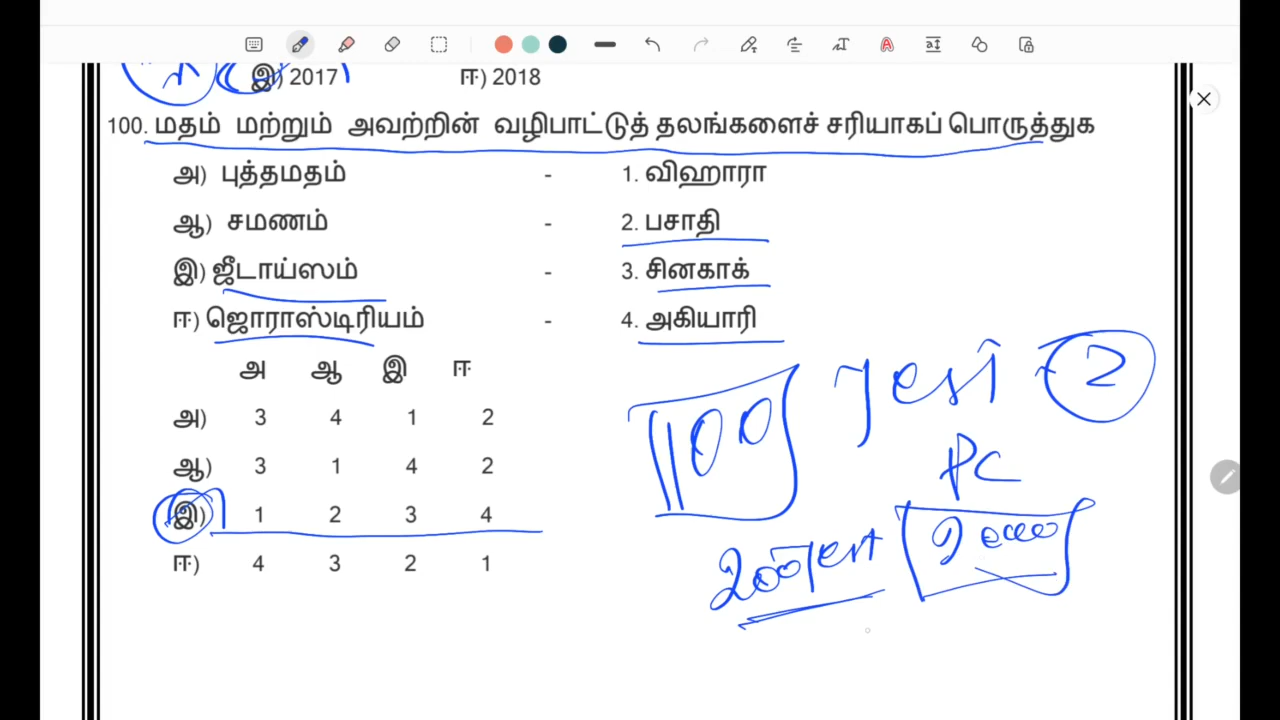 இ) 2017 ஈ) 2018
100. மதம் மற்றும் அவற்றின் வழிபாட்டுத் தலங்களைச் சரியாகப் பொருத்துக
அ) புத்தமதம் - 1. விஹாரா
ஆ) சமணம் - 2. பசாதி
இ) ஜீடாய்ஸம் - 3. சினகாக்
ஈ) ஜொராஸ்டிரியம் - 4. அகியாரி
அ ஆ இ ஈ
அ) 3 4 1 2
ஆ) 3 1 4 2
இ) 1 2 3 4
ஈ) 4 3 2 1
100 Test - 2
PC
200 Test